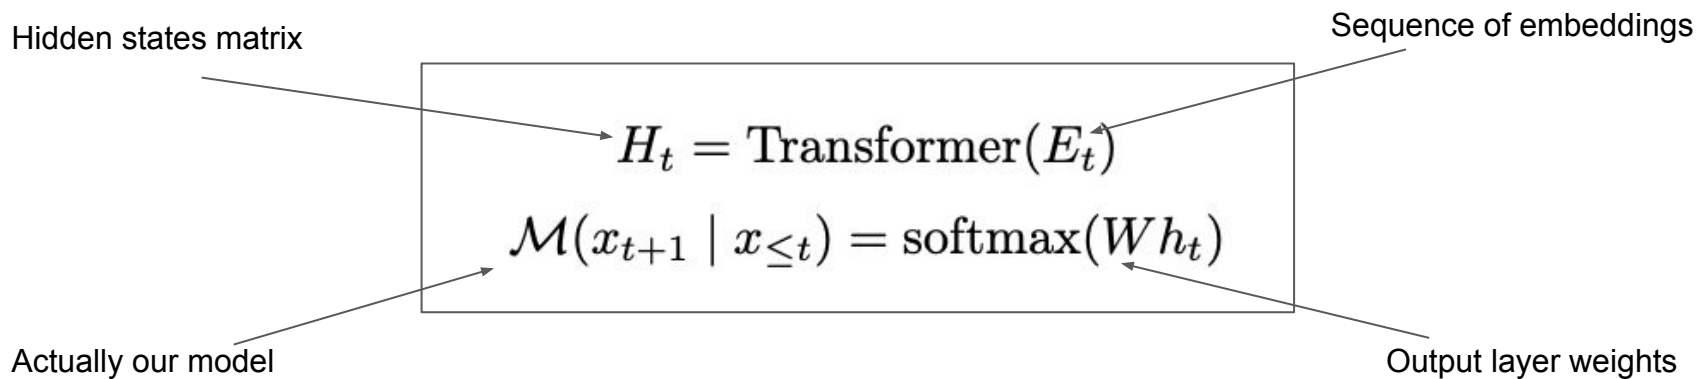 Hidden states matrix
Sequence of embeddings
H_t = Transformer(E_t)
ℳ(x_{t+1} | x_{≤t}) = softmax(Wh_t)
Actually our model
Output layer weights